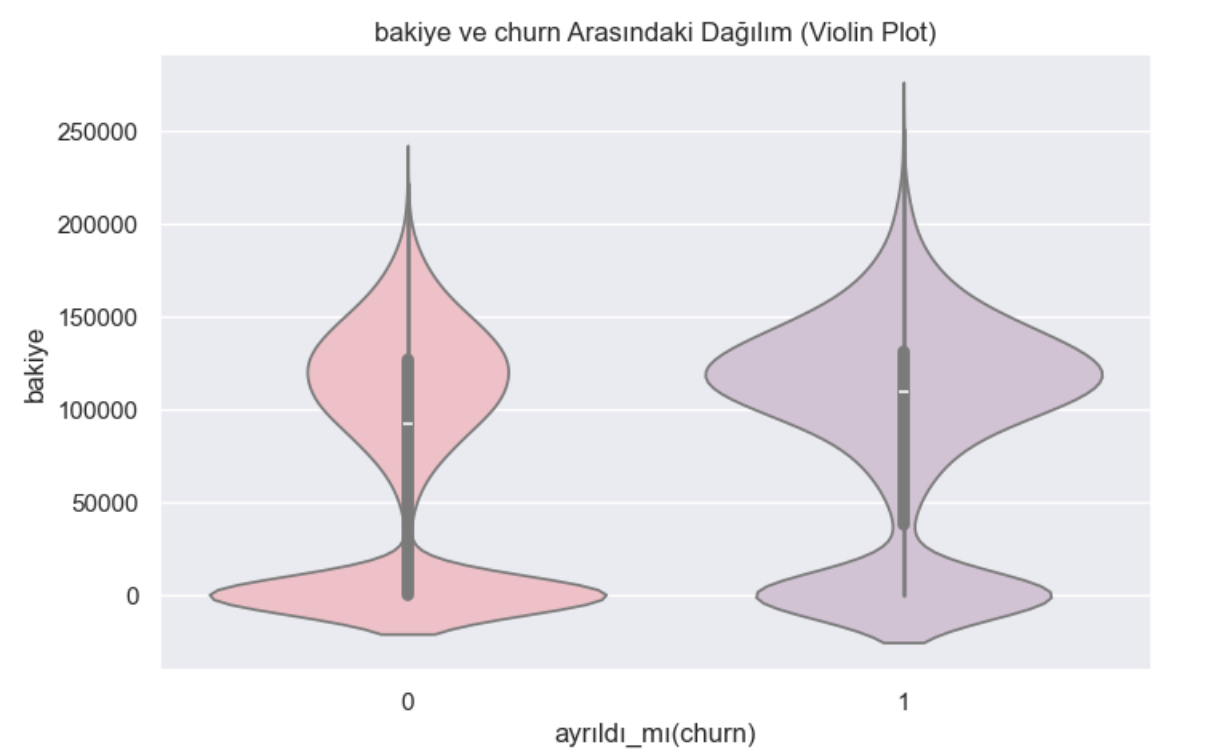 bakiye ve churn Arasındaki Dağılım (Violin Plot)
250000
200000
150000
100000
50000
0
bakiye
0 1
ayrıldı_mı(churn)